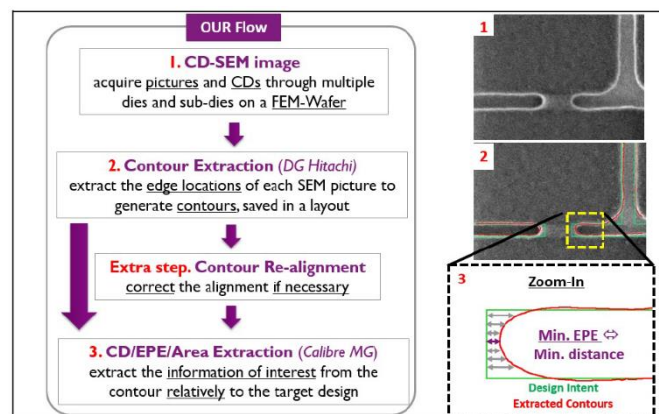 OUR Flow
1. CD-SEM image
acquire pictures and CDs through multiple
dies and sub-dies on a FEM-Wafer
2. Contour Extraction (DG Hitachi)
extract the edge locations of each SEM picture to
generate contours, saved in a layout
Extra step. Contour Re-alignment
correct the alignment if necessary
3. CD/EPE/Area Extraction (Calibre MG)
extract the information of interest from the
contour relatively to the target design
1
2
3
Zoom-In
Min. EPE ⇔
Min. distance
Design Intent
Extracted Contours